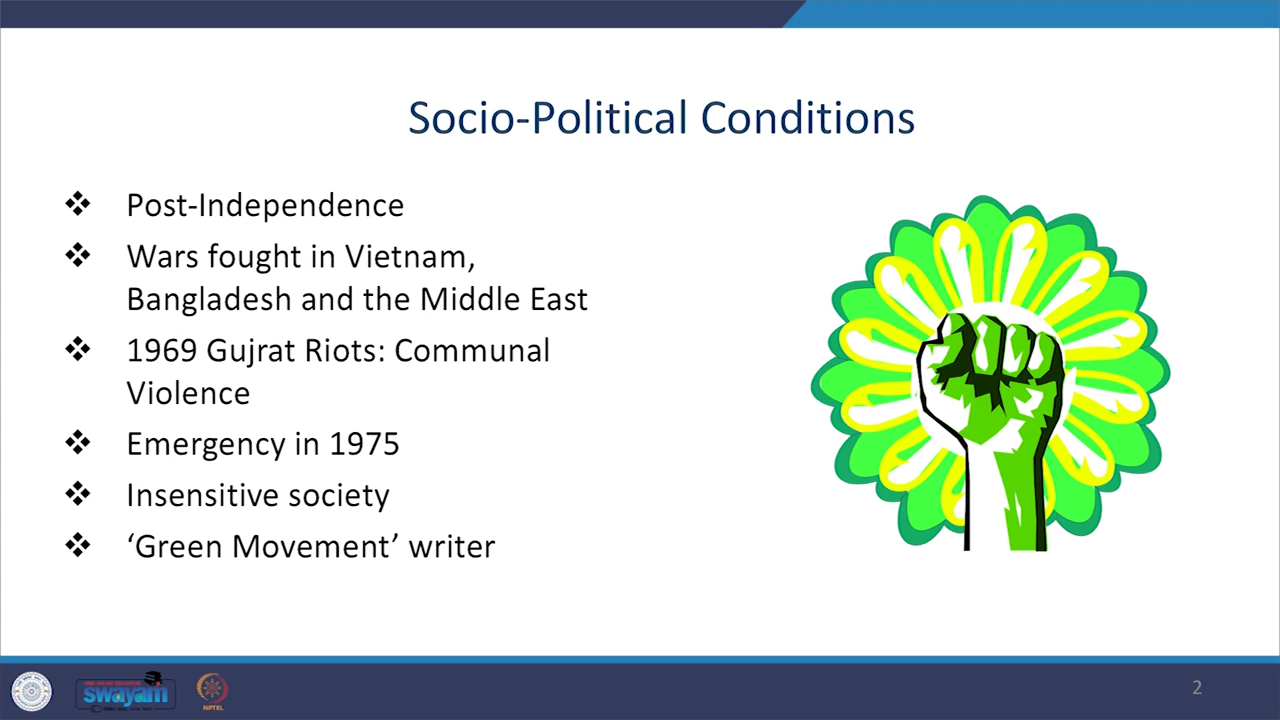 Socio-Political Conditions
❖ Post-Independence
❖ Wars fought in Vietnam,
Bangladesh and the Middle East
❖ 1969 Gujrat Riots: Communal
Violence
❖ Emergency in 1975
❖ Insensitive society
❖ ‘Green Movement’ writer
swayam
NPTEL
2